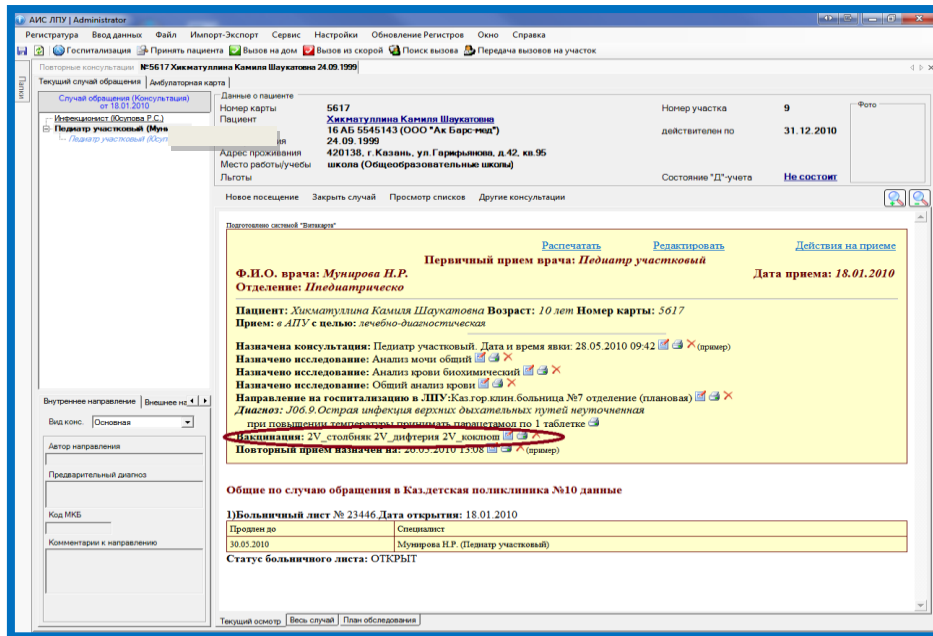 АИС ЛПУ | Administrator
Регистратура Ввод данных Файл Импорт-Экспорт Сервис Настройки Обновление Регистров Окно Справка
Госпитализация Принять пациента Вызов на дом Вызов из скорой Поиск вызова Передача вызовов на участок
Папки
Повторные консультации №5617 Хикматуллина Камиля Шаукатовна 24.09.1999
Текущий случай обращения Амбулаторная карта
Случай обращения (Консультация)
от 18.01.2010
Инфекционист (Юсупова Р.С.)
Педиатр участковый (Муни
Педиатр участковый (Юсуп
Данные о пациенте
Номер карты 5617 Номер участка 9 Фото
Пациент Хикматуллина Камиля Шаукатовна
16 АБ 5545143 (ООО "Ак Барс-мед") действителен по 31.12.2010
ия 24.09.1999
Адрес проживания 420138, г.Казань, ул.Гарифьянова, д.42, кв.95
Место работы/учебы школа (Общеобразовательные школы)
Льготы Состояние "Д"-учета Не состоит
Новое посещение Закрыть случай Просмотр списков Другие консультации
Подготовлено системой "Витакарта"
Распечатать Редактировать Действия на приеме
Первичный прием врача: Педиатр участковый
Ф.И.О. врача: Мунирова Н.Р. Дата приема: 18.01.2010
Отделение: Ппедиатрическо
Пациент: Хикматуллина Камиля Шаукатовна Возраст: 10 лет Номер карты: 5617
Прием: в АПУ с целью: лечебно-диагностическая
Назначена консультация: Педиатр участковый. Дата и время явки: 28.05.2010 09:42 (пример)
Назначено исследование: Анализ мочи общий
Назначено исследование: Анализ крови биохимический
Назначено исследование: Общий анализ крови
Направление на госпитализацию в ЛПУ:Каз.гор.клин.больница №7 отделение (плановая)
Диагноз: J06.9.Острая инфекция верхних дыхательных путей неуточненная
при повышении температуры принимать парацетамол по 1 таблетке
Вакцинация: 2V_столбняк 2V_дифтерия 2V_коклюш
Повторный прием назначен на: 26.05.2010 13:08 (пример)
Общие по случаю обращения в Каз.детская поликлиника №10 данные
1)Больничный лист № 23446.Дата открытия: 18.01.2010
Продлен до Специалист
30.05.2010 Мунирова Н.Р. (Педиатр участковый)
Статус больничного листа: ОТКРЫТ
Внутреннее направление Внешнее на
Вид конс. Основная
Автор направления
Предварительный диагноз
Код МКБ
Комментарии к направлению
Текущий осмотр Весь случай План обследования